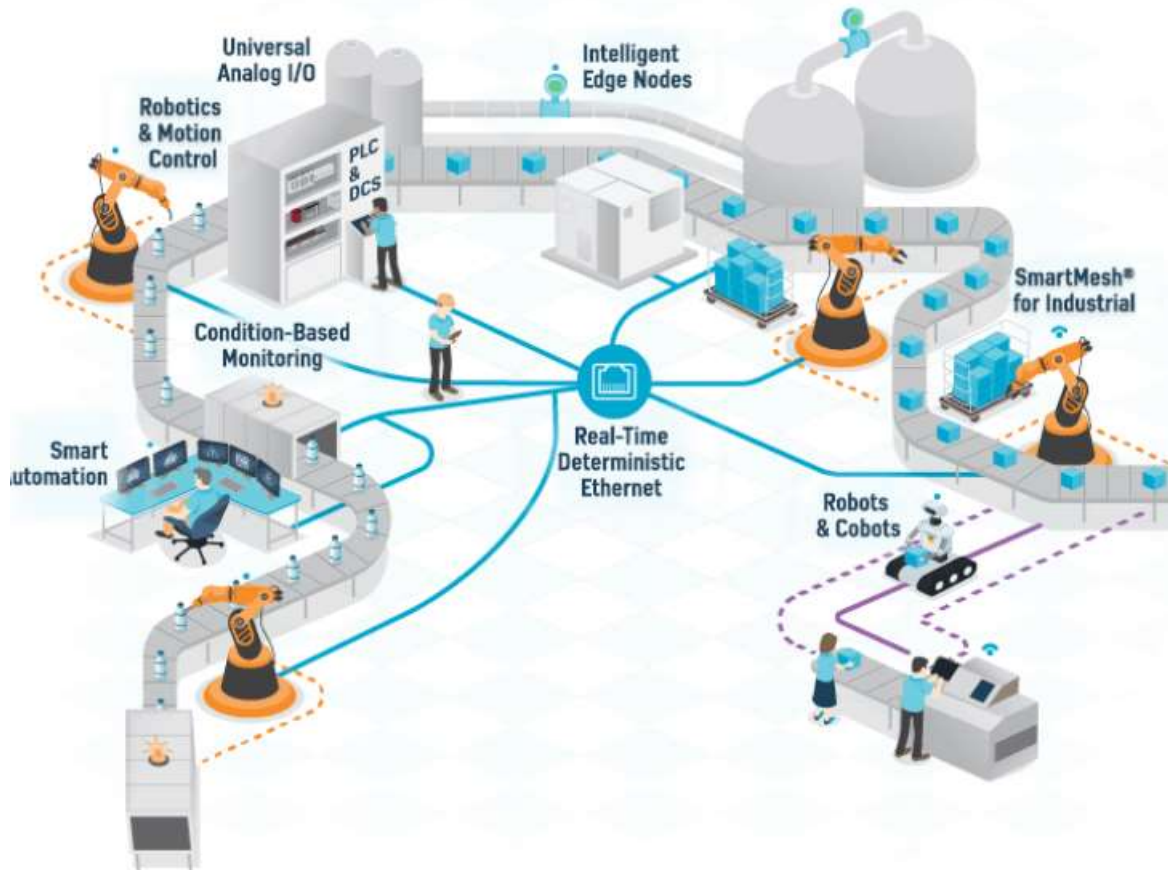 Universal
Analog I/O
Intelligent
Edge Nodes
Robotics
& Motion
Control
PLC
&
DCS
SmartMesh®
for Industrial
Condition-Based
Monitoring
Real-Time
Deterministic
Ethernet
Smart
utomation
Robots
& Cobots